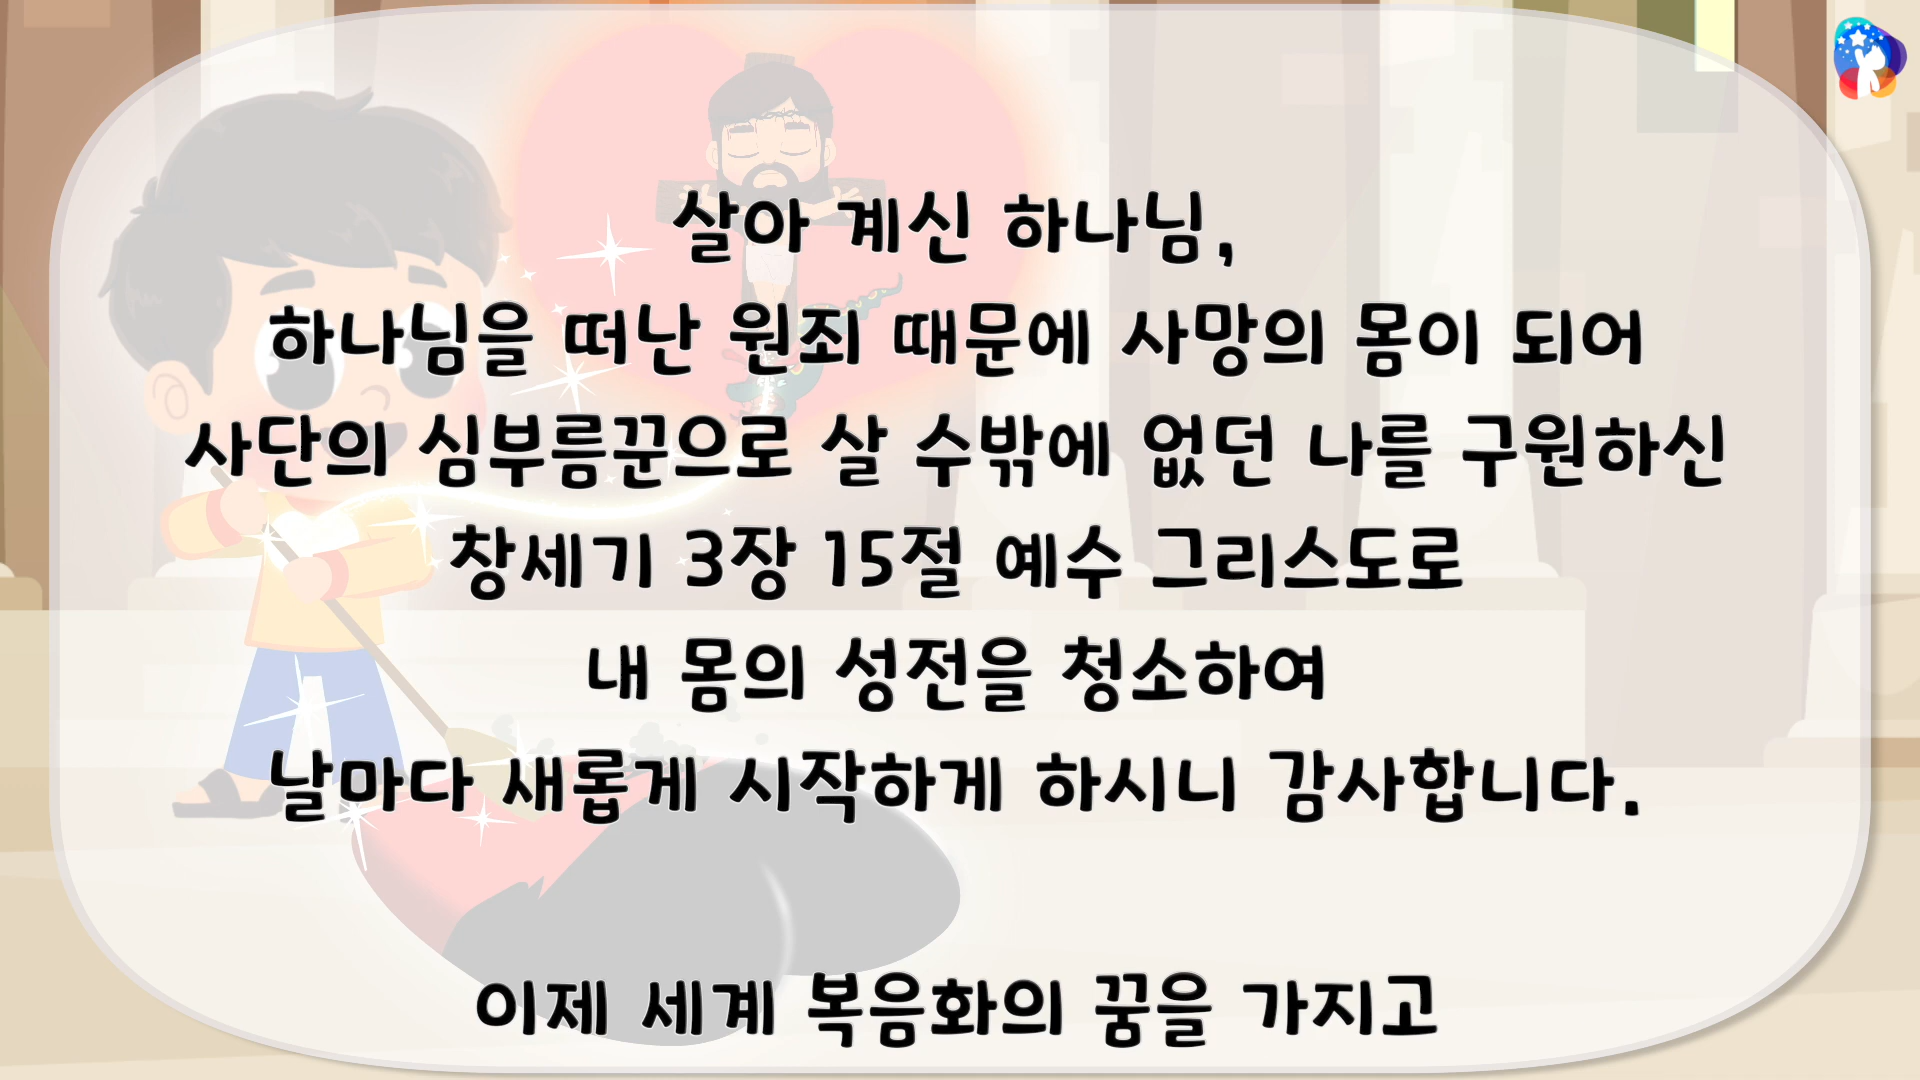 살아 계신 하나님,
하나님을 떠난 원죄 때문에 사망의 몸이 되어
사단의 심부름꾼으로 살 수밖에 없던 나를 구원하신
창세기 3장 15절 예수 그리스도로
내 몸의 성전을 청소하여
날마다 새롭게 시작하게 하시니 감사합니다.
이제 세계 복음화의 꿈을 가지고